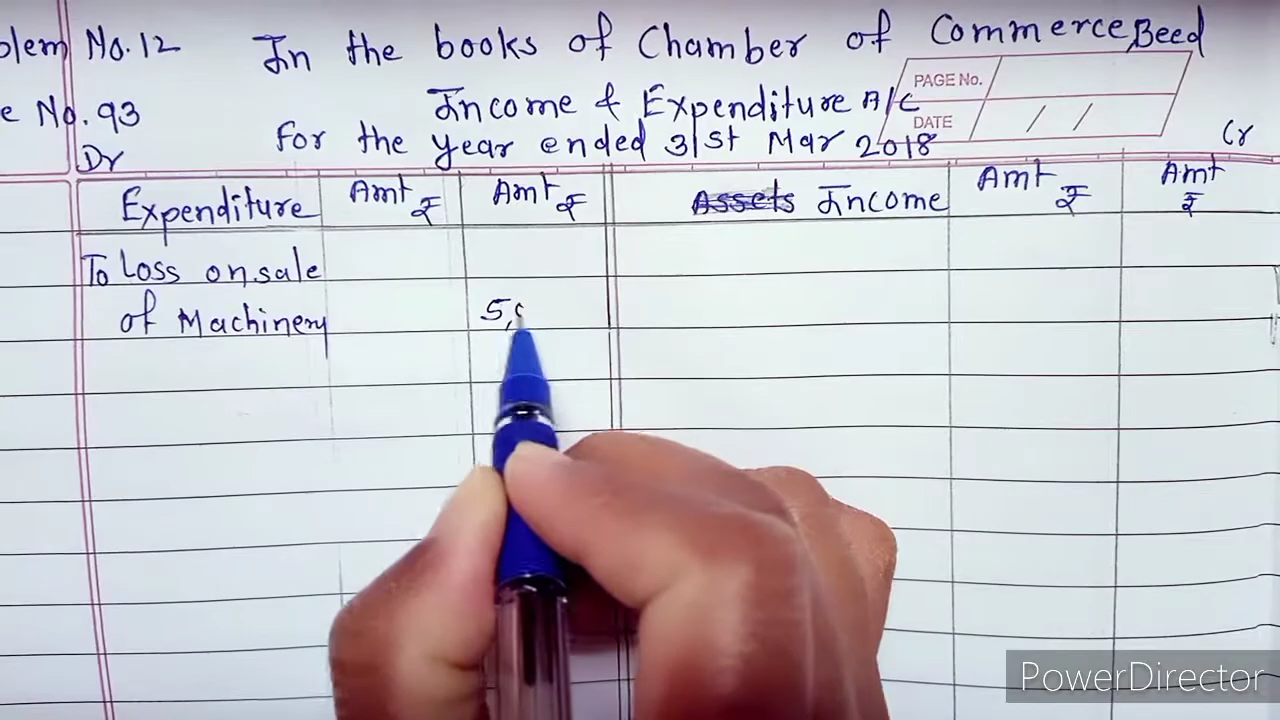 olem No.12
In the books of Chamber of Commerce, Beed
PAGE No.
e No. 93
Income & Expenditure A/C
DATE / /
For the year ended 31st Mar 2018
Dr
Cr
Expenditure Amt ₹ Amt ₹ Assets Income Amt ₹ Amt ₹
To Loss on sale
of Machinery 5,
PowerDirector